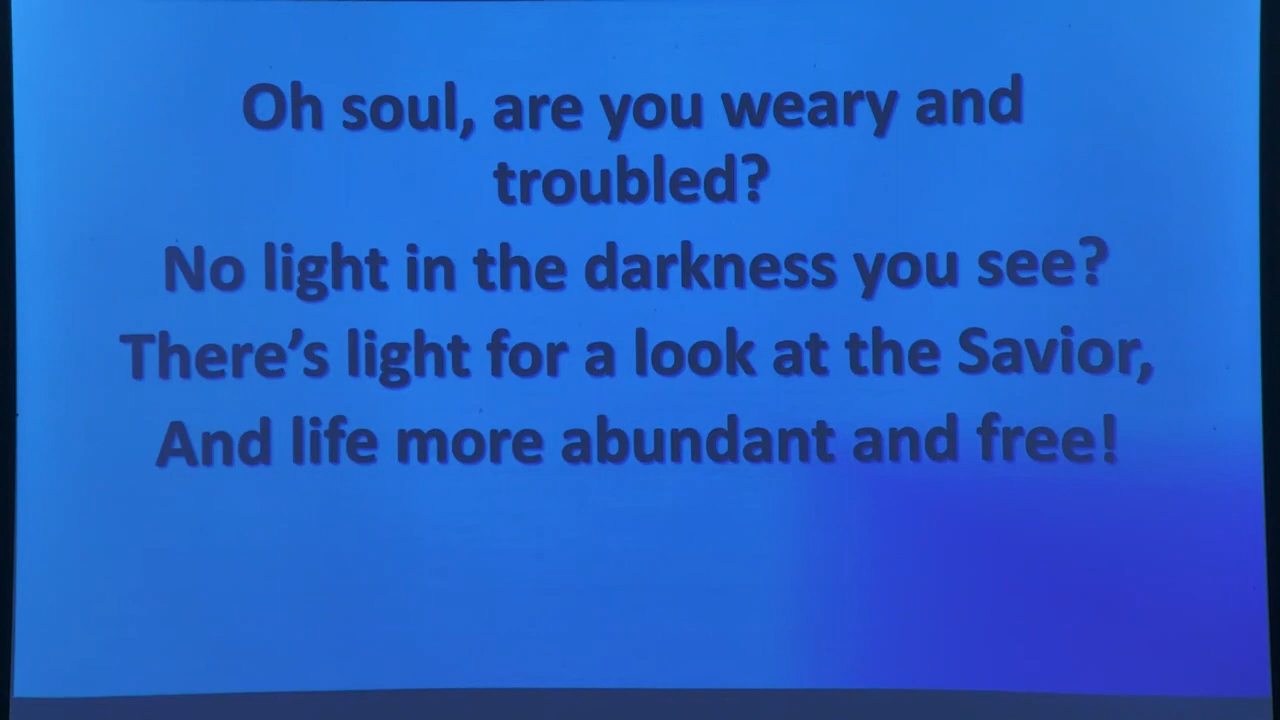 Oh soul, are you weary and
troubled?
No light in the darkness you see?
There’s light for a look at the Savior,
And life more abundant and free!